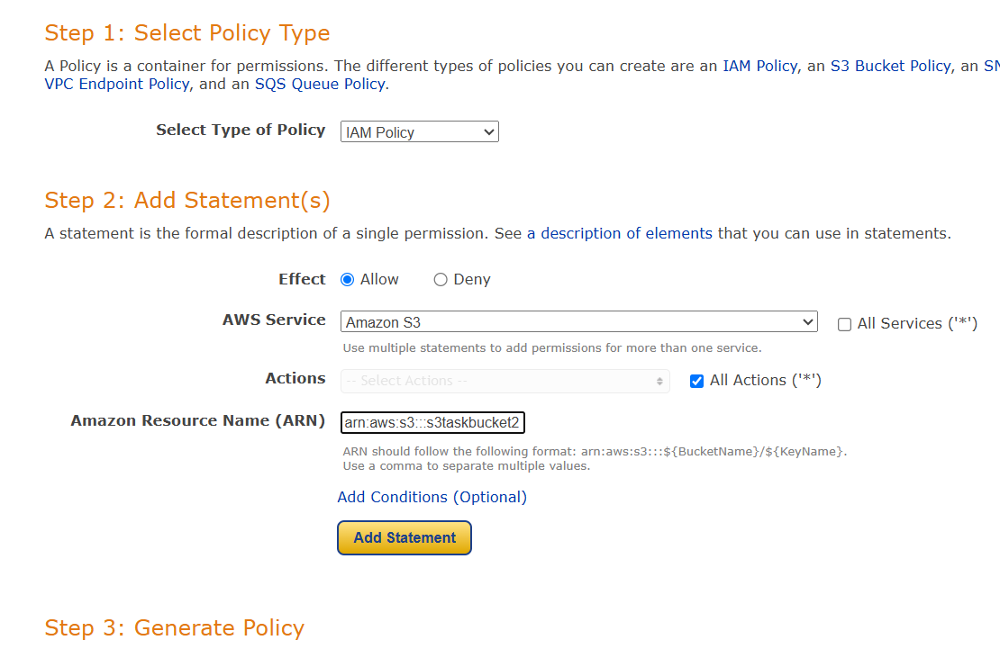 Step 1: Select Policy Type
A Policy is a container for permissions. The different types of policies you can create are an IAM Policy, an S3 Bucket Policy, an
VPC Endpoint Policy, and an SQS Queue Policy.
Select Type of Policy IAM Policy
Step 2: Add Statement(s)
A statement is the formal description of a single permission. See a description of elements that you can use in statements.
Effect Allow Deny
AWS Service Amazon S3 All Services ('*')
Use multiple statements to add permissions for more than one service.
Actions -- Select Actions -- All Actions ('*')
Amazon Resource Name (ARN) arn:aws:s3:::s3taskbucket2
ARN should follow the following format: arn:aws:s3:::${BucketName}/${KeyName}.
Use a comma to separate multiple values.
Add Conditions (Optional)
Add Statement
Step 3: Generate Policy